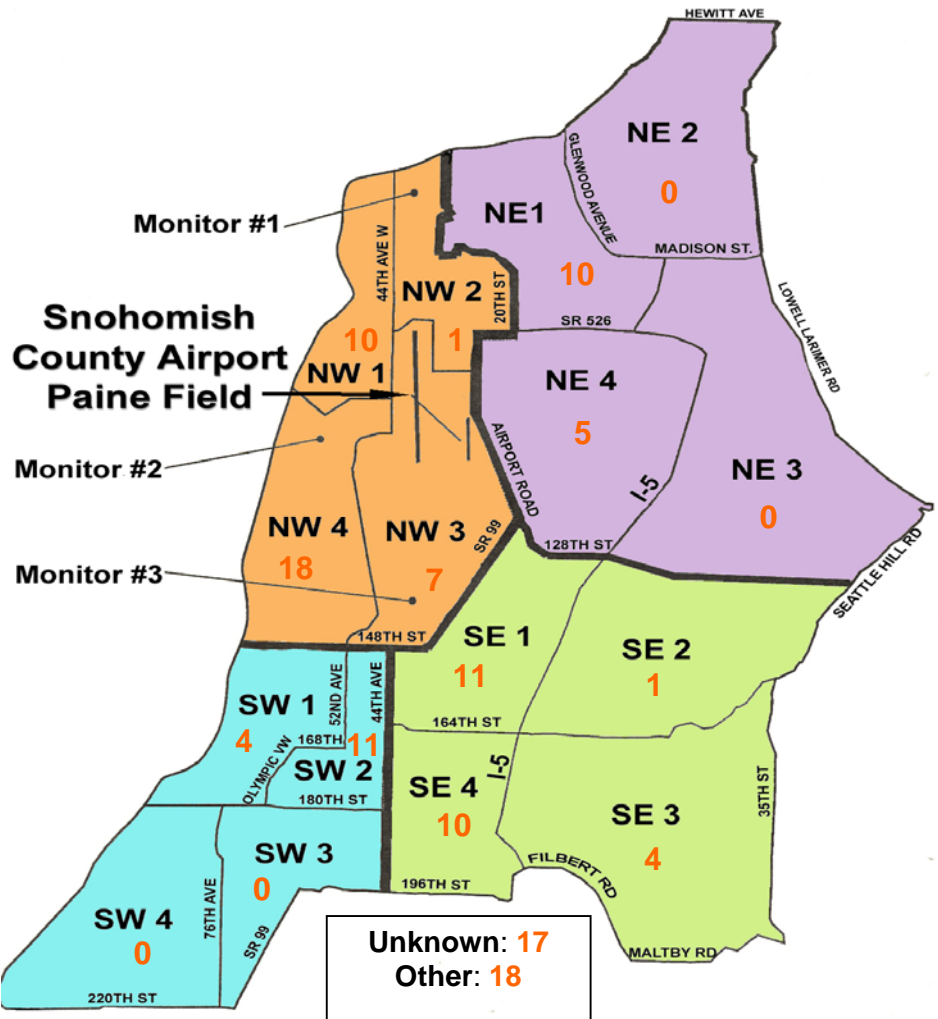 HEWITT AVE
NE 2
0
GLENWOOD AVENUE
MADISON ST.
NE1
10
SR 526
LOWELL LARIMER RD
Monitor #1
44TH AVE W
NW 2
1
20TH ST
Snohomish
County Airport
Paine Field
10
NW 1
NE 4
5
AIRPORT ROAD
I-5
NE 3
0
Monitor #2
NW 4
18
NW 3
7
SR 99
128TH ST
SEATTLE HILL RD
Monitor #3
148TH ST
SE 1
11
SE 2
1
SW 1
4
52ND AVE
44TH AVE
168TH
11
OLYMPIC VW
SW 2
180TH ST
164TH ST
I-5
SE 4
10
SE 3
4
35TH ST
SW 3
0
76TH AVE
SR 99
SW 4
0
220TH ST
196TH ST
FILBERT RD
MALTBY RD
Unknown: 17
Other: 18